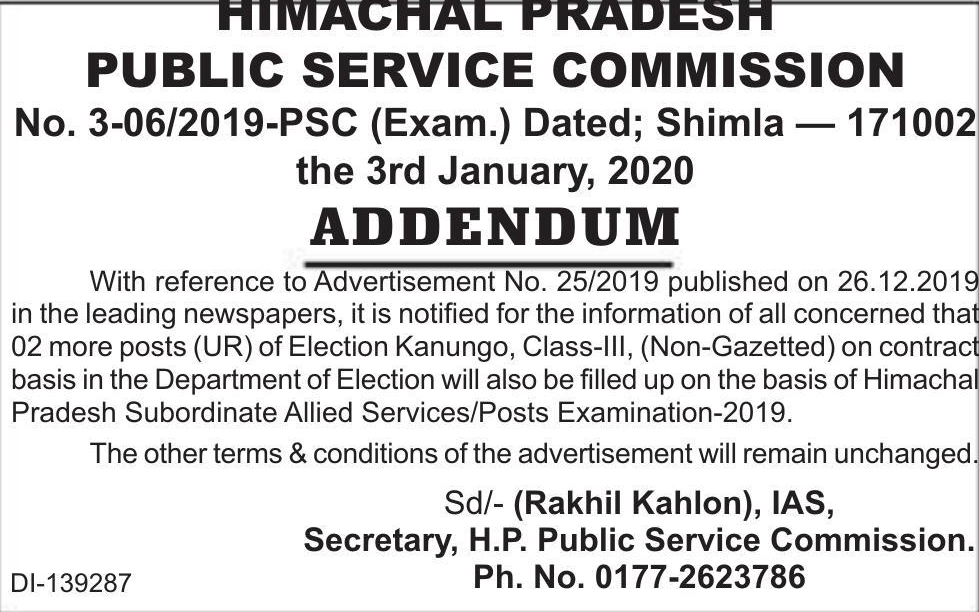 HIMACHAL PRADESH
PUBLIC SERVICE COMMISSION
No. 3-06/2019-PSC (Exam.) Dated; Shimla — 171002
the 3rd January, 2020
ADDENDUM
With reference to Advertisement No. 25/2019 published on 26.12.2019
in the leading newspapers, it is notified for the information of all concerned that
02 more posts (UR) of Election Kanungo, Class-III, (Non-Gazetted) on contract
basis in the Department of Election will also be filled up on the basis of Himachal
Pradesh Subordinate Allied Services/Posts Examination-2019.
The other terms & conditions of the advertisement will remain unchanged.
Sd/- (Rakhil Kahlon), IAS,
Secretary, H.P. Public Service Commission.
Ph. No. 0177-2623786
DI-139287